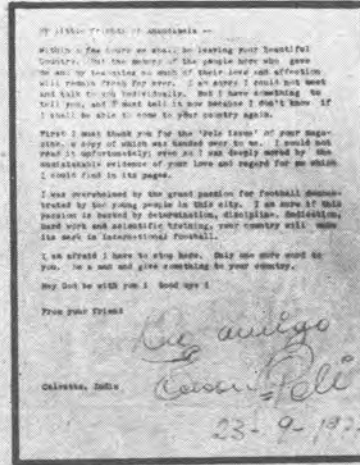 My little friends of Anandamela --
Within a few hours we shall be leaving your beautiful
Country. But the memory of the people here who gave
me and my teammates so much of their love and affection
will remain fresh for ever. I am sorry I could not meet
and talk to you individually. But I have something to
tell you, and I must tell it now because I don't know if
I shall be able to come to your country again.
First I must thank you for the 'Pele issue' of your maga-
zine, a copy of which was handed over to me. I could not
read it unfortunately; even so I was deeply moved by the
unmistakable evidence of your love and regard for me which
I could find in its pages.
I was overwhelmed by the grand passion for football demons-
trated by the young people in this city. I am sure if this
passion is backed by determination, discipline, dedication,
hard work and scientific training, your country will make
its mark in international football.
I am afraid I have to stop here. Only one more word to
you. Be a man and give something to your country.
May God be with you ! Good bye !
From your friend
amigo
Calcutta, India
Edson=Pelé
23-9-19